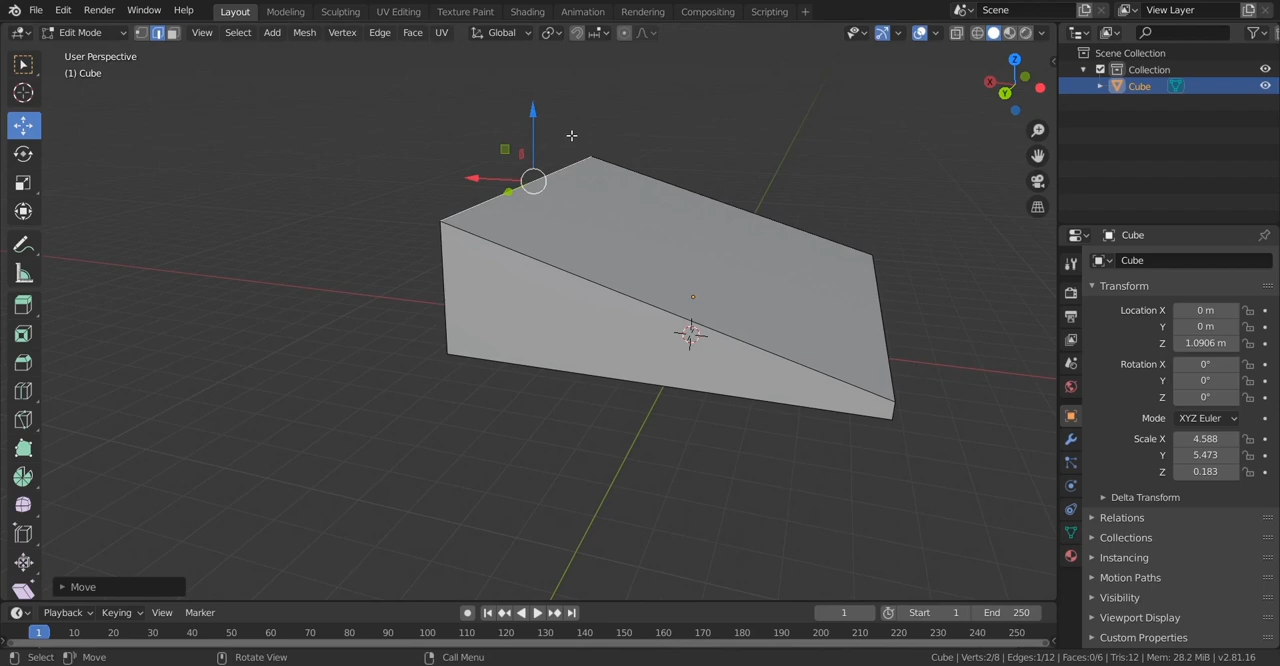 File Edit Render Window Help Layout Modeling Sculpting UV Editing Texture Paint Shading Animation Rendering Compositing Scripting + Scene View Layer
Edit Mode View Select Add Mesh Vertex Edge Face UV Global
User Perspective
(1) Cube
X
Y
Z
Scene Collection
Collection
Cube
Cube
Cube
Transform
Location X 0 m
Y 0 m
Z 1.0906 m
Rotation X 0°
Y 0°
Z 0°
Mode XYZ Euler
Scale X 4.588
Y 5.473
Z 0.183
Delta Transform
Relations
Collections
Instancing
Motion Paths
Visibility
Viewport Display
Custom Properties
Move
Playback Keying View Marker 1 Start 1 End 250
1 10 20 30 40 50 60 70 80 90 100 110 120 130 140 150 160 170 180 190 200 210 220 230 240 250
Select Move Rotate View Call Menu Cube | Verts:2/8 | Edges:1/12 | Faces:0/6 | Tris:12 | Mem: 28.2 MiB | v2.81.16